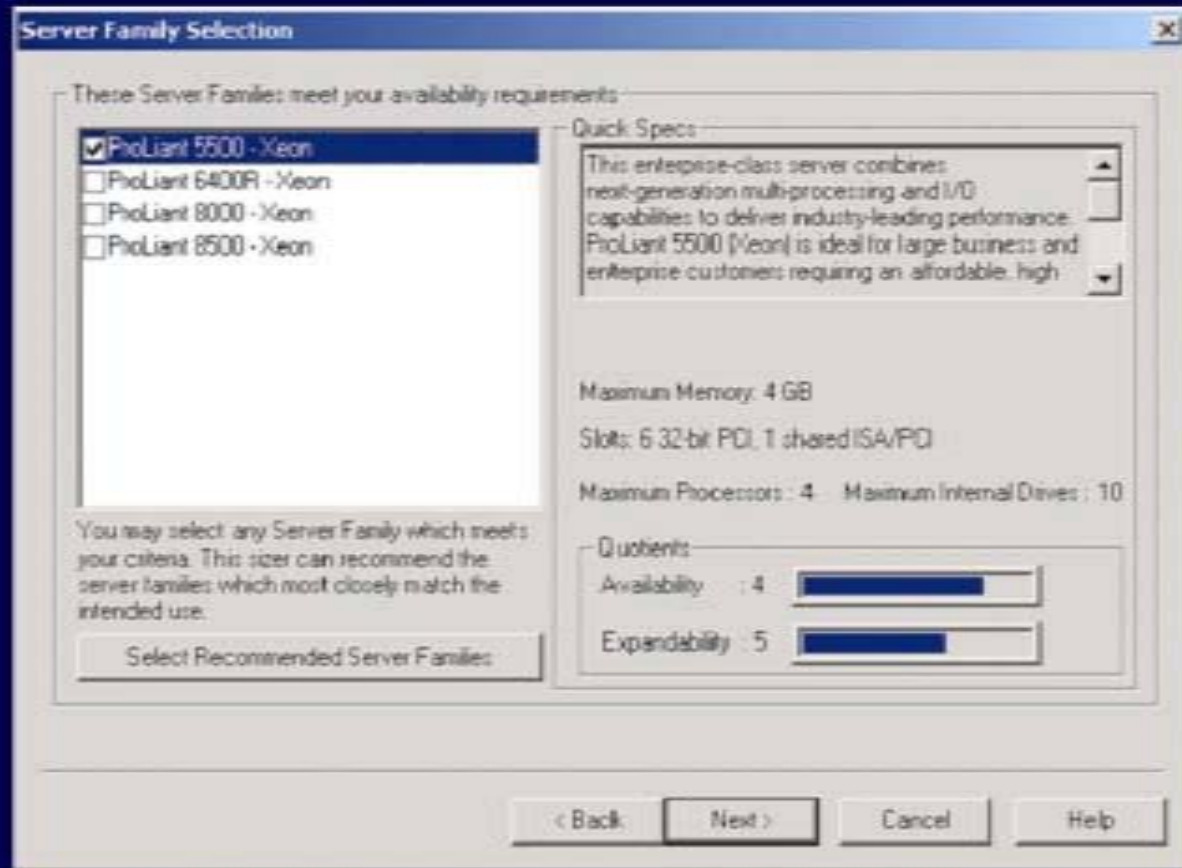 Server Family Selection
These Server Families meet your availability requirements
ProLiant 5500 - Xeon
ProLiant 6400R - Xeon
ProLiant 8000 - Xeon
ProLiant 8500 - Xeon
You may select any Server Family which meets
your criteria. This sizer can recommend the
server families which most closely match the
intended use.
Select Recommended Server Families
Quick Specs
This enterprise-class server combines
next-generation multi-processing and I/O
capabilities to deliver industry-leading performance.
ProLiant 5500 (Xeon) is ideal for large business and
enterprise customers requiring an affordable, high
Maximum Memory: 4 GB
Slots: 6 32-bit PCI, 1 shared ISA/PCI
Maximum Processors : 4 Maximum Internal Drives : 10
Quotients
Availability : 4
Expandability : 5
< Back Next > Cancel Help